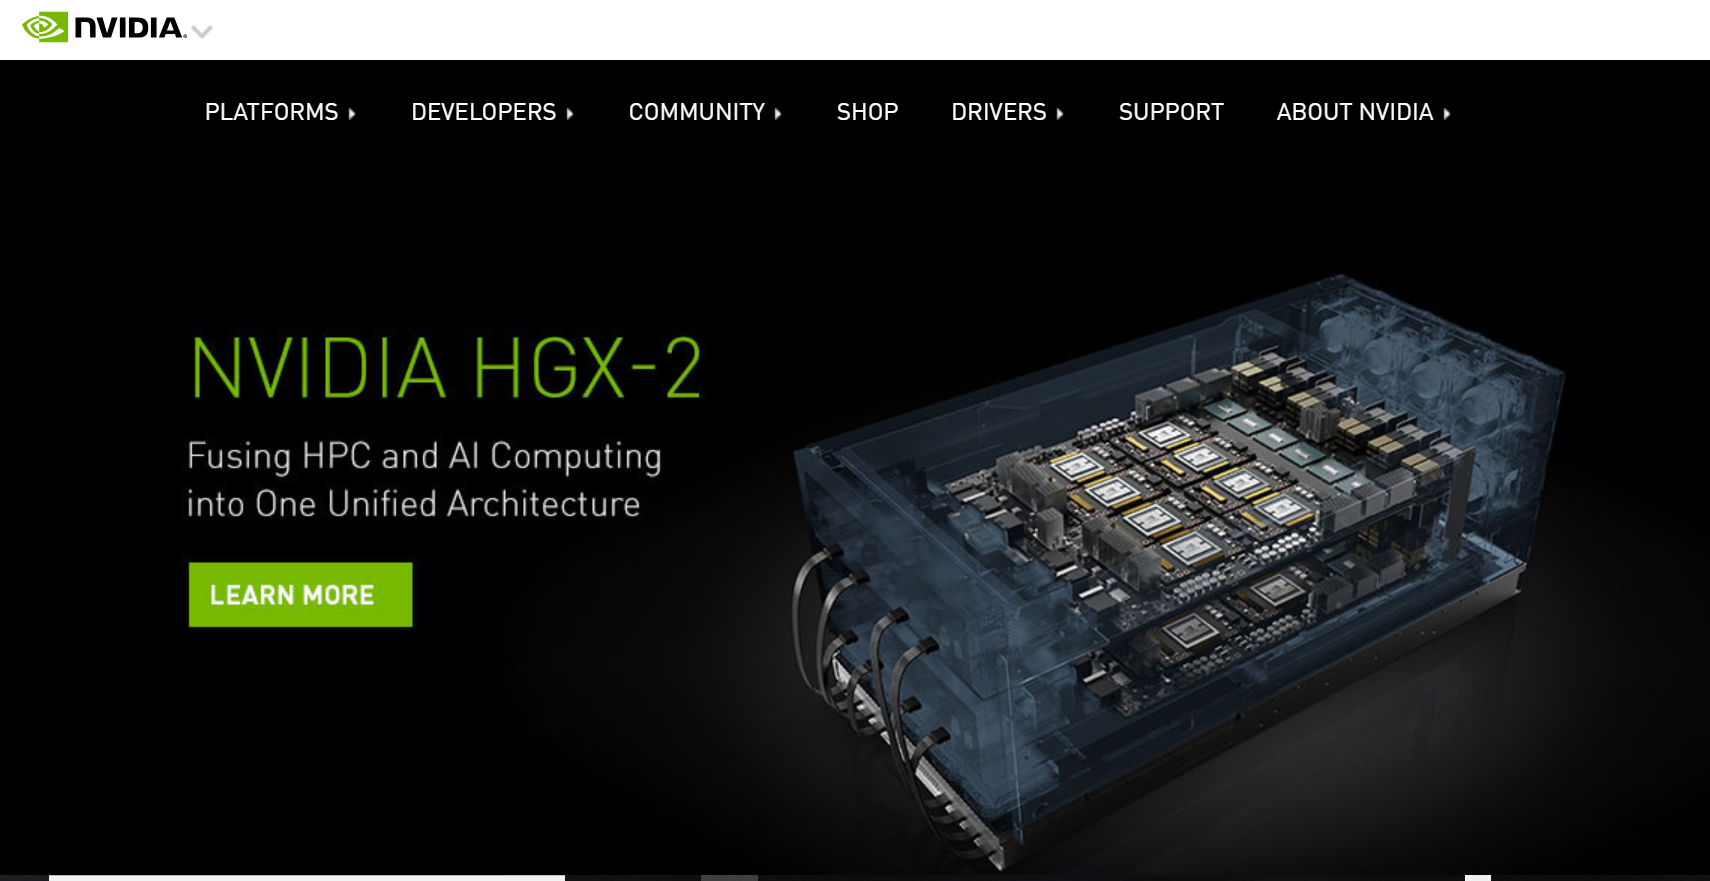 NVIDIA.
PLATFORMS DEVELOPERS COMMUNITY SHOP DRIVERS SUPPORT ABOUT NVIDIA
NVIDIA HGX-2
Fusing HPC and AI Computing
into One Unified Architecture
LEARN MORE